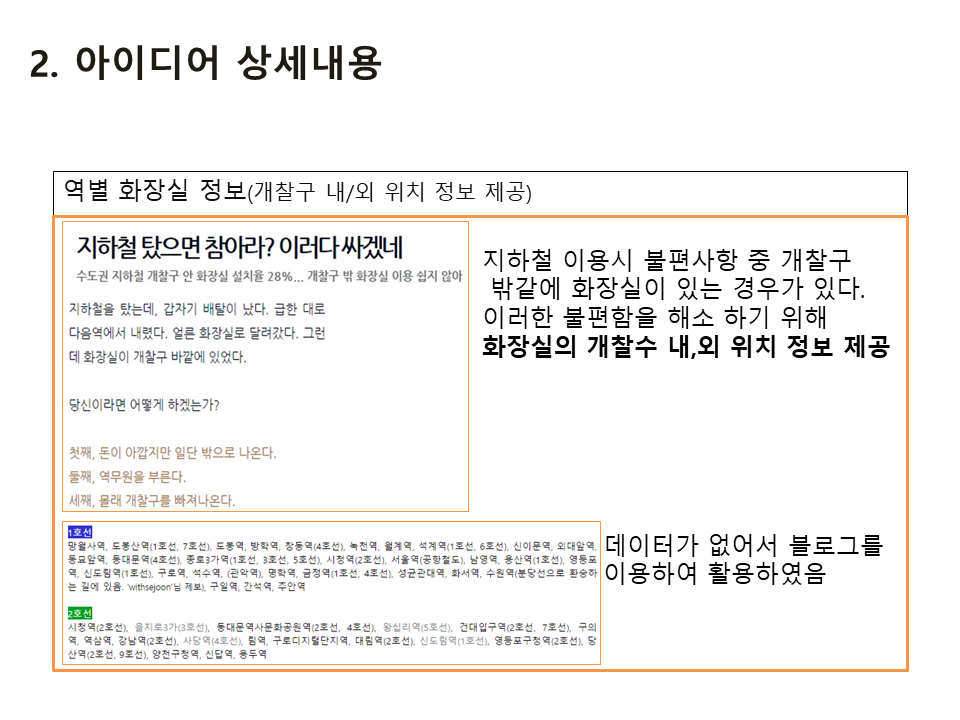 2. 아이디어 상세내용
역별 화장실 정보(개찰구 내/외 위치 정보 제공)
지하철 탔으면 참아라? 이러다 싸겠네
수도권 지하철 개찰구 안 화장실 설치율 28%... 개찰구 밖 화장실 이용 쉽지 않아
지하철을 탔는데, 갑자기 배탈이 났다. 급한 대로
다음역에서 내렸다. 얼른 화장실로 달려갔다. 그런
데 화장실이 개찰구 바깥에 있었다.
당신이라면 어떻게 하겠는가?
첫째, 돈이 아깝지만 일단 밖으로 나온다.
둘째, 역무원을 부른다.
세째, 몰래 개찰구를 빠져나온다.
지하철 이용시 불편사항 중 개찰구
밖같에 화장실이 있는 경우가 있다.
이러한 불편함을 해소 하기 위해
화장실의 개찰수 내,외 위치 정보 제공
1호선
망월사역, 도봉산역(1호선, 7호선), 도봉역, 방학역, 창동역(4호선), 녹천역, 월계역, 석계역(1호선, 6호선), 신이문역, 외대앞역,
동묘앞역, 동대문역(4호선), 종로3가역(1호선, 3호선, 5호선), 시청역(2호선), 서울역(공항철도), 남영역, 용산역(1호선), 영등포
역, 신도림역(1호선), 구로역, 석수역, (관악역), 명학역, 금정역(1호선, 4호선), 성균관대역, 화서역, 수원역(분당선으로 환승하
는 길에 있음. 'withsejoon'님 제보), 구일역, 간석역, 주안역
2호선
시청역(2호선), 을지로3가(3호선), 동대문역사문화공원역(2호선, 4호선), 왕십리역(5호선), 건대입구역(2호선, 7호선), 구의
역, 역삼역, 강남역(2호선), 사당역(4호선), 림역, 구로디지털단지역, 대림역(2호선), 신도림역(1호선), 영등포구청역(2호선), 당
산역(2호선, 9호선), 양천구청역, 신답역, 용두역
데이터가 없어서 블로그를
이용하여 활용하였음